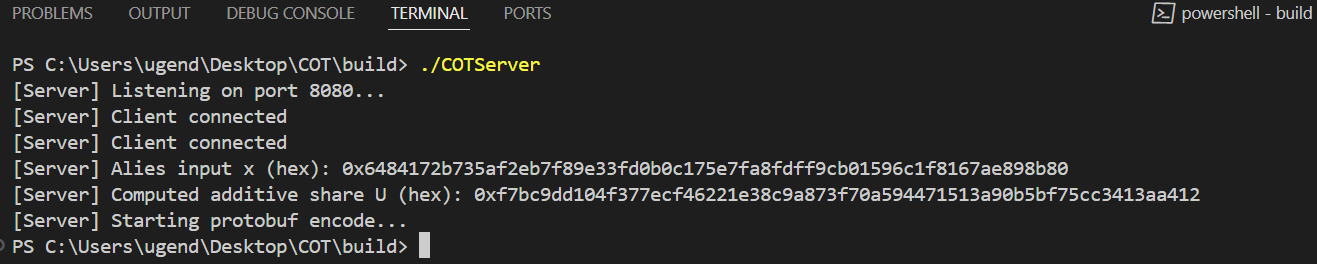 PROBLEMS OUTPUT DEBUG CONSOLE TERMINAL PORTS powershell - build
PS C:\Users\ugend\Desktop\COT\build> ./COTServer
[Server] Listening on port 8080...
[Server] Client connected
[Server] Client connected
[Server] Alies input x (hex): 0x6484172b735af2eb7f89e33fd0b0c175e7fa8fdff9cb01596c1f8167ae898b80
[Server] Computed additive share U (hex): 0xf7bc9dd104f377ecf46221e38c9a873f70a594471513a90b5bf75cc3413aa412
[Server] Starting protobuf encode...
PS C:\Users\ugend\Desktop\COT\build>